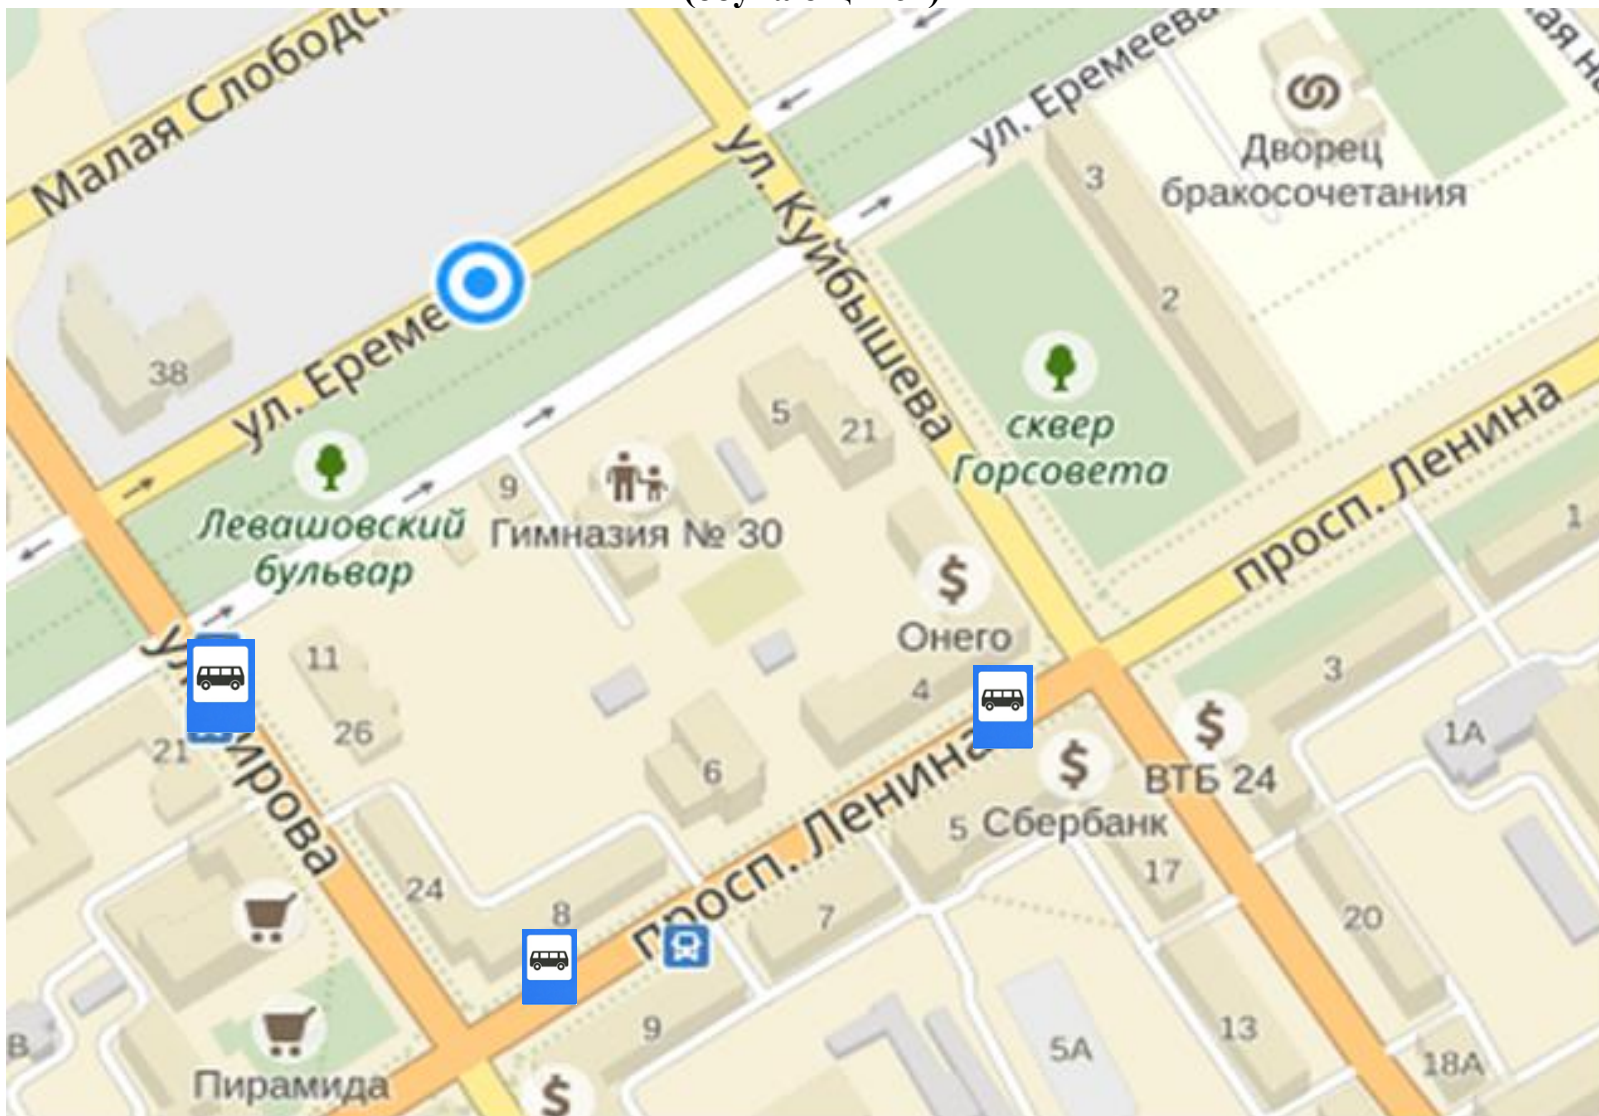 Малая Слободск
ул. Еремеева
ул. Куйбышева
Дворец
бракосочетания
3
2
38
ул. Ереме
5
21
сквер
Горсовета
просп. Ленина
Левашовский
бульвар
9
Гимназия № 30
1
Онего
11
4
3
26
21
6
1А
ВТБ 24
5 Сбербанк
17
24
8
просп. Ленина
7
20
9
13
5А
18А
В
Пирамида